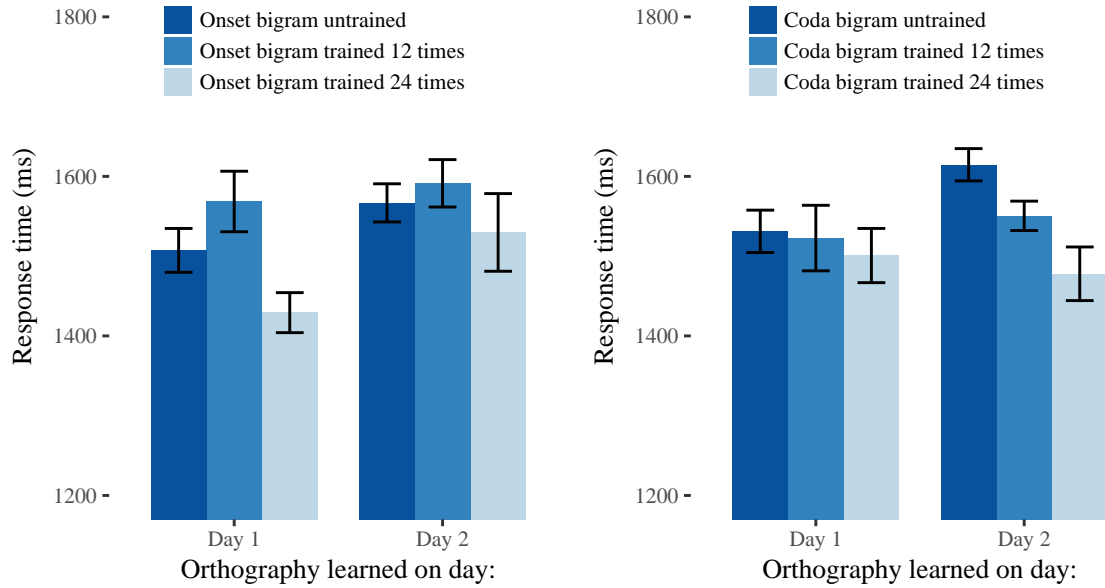 Onset bigram untrained
Onset bigram trained 12 times
Onset bigram trained 24 times
Response time (ms)
1800
1600
1400
1200
Day 1
Day 2
Orthography learned on day:
Coda bigram untrained
Coda bigram trained 12 times
Coda bigram trained 24 times
Response time (ms)
1800
1600
1400
1200
Day 1
Day 2
Orthography learned on day: